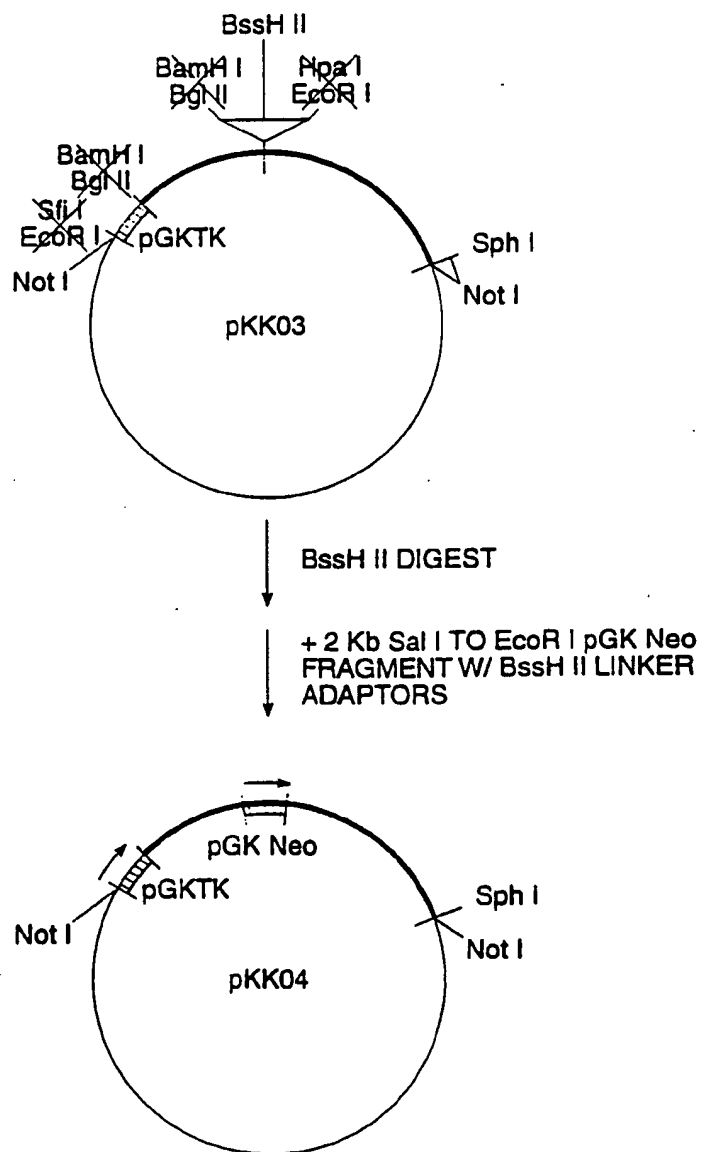 BssH II
BamH I
Bgl II
Hpa I
EcoR I
BamH I
Bgl II
Sfi I
EcoR I
pGKTK
Not I
Sph I
Not I
pKK03
BssH II DIGEST
+ 2 Kb Sal I TO EcoR I pGK Neo
FRAGMENT W/ BssH II LINKER
ADAPTORS
pGK Neo
pGKTK
Not I
Sph I
Not I
pKK04